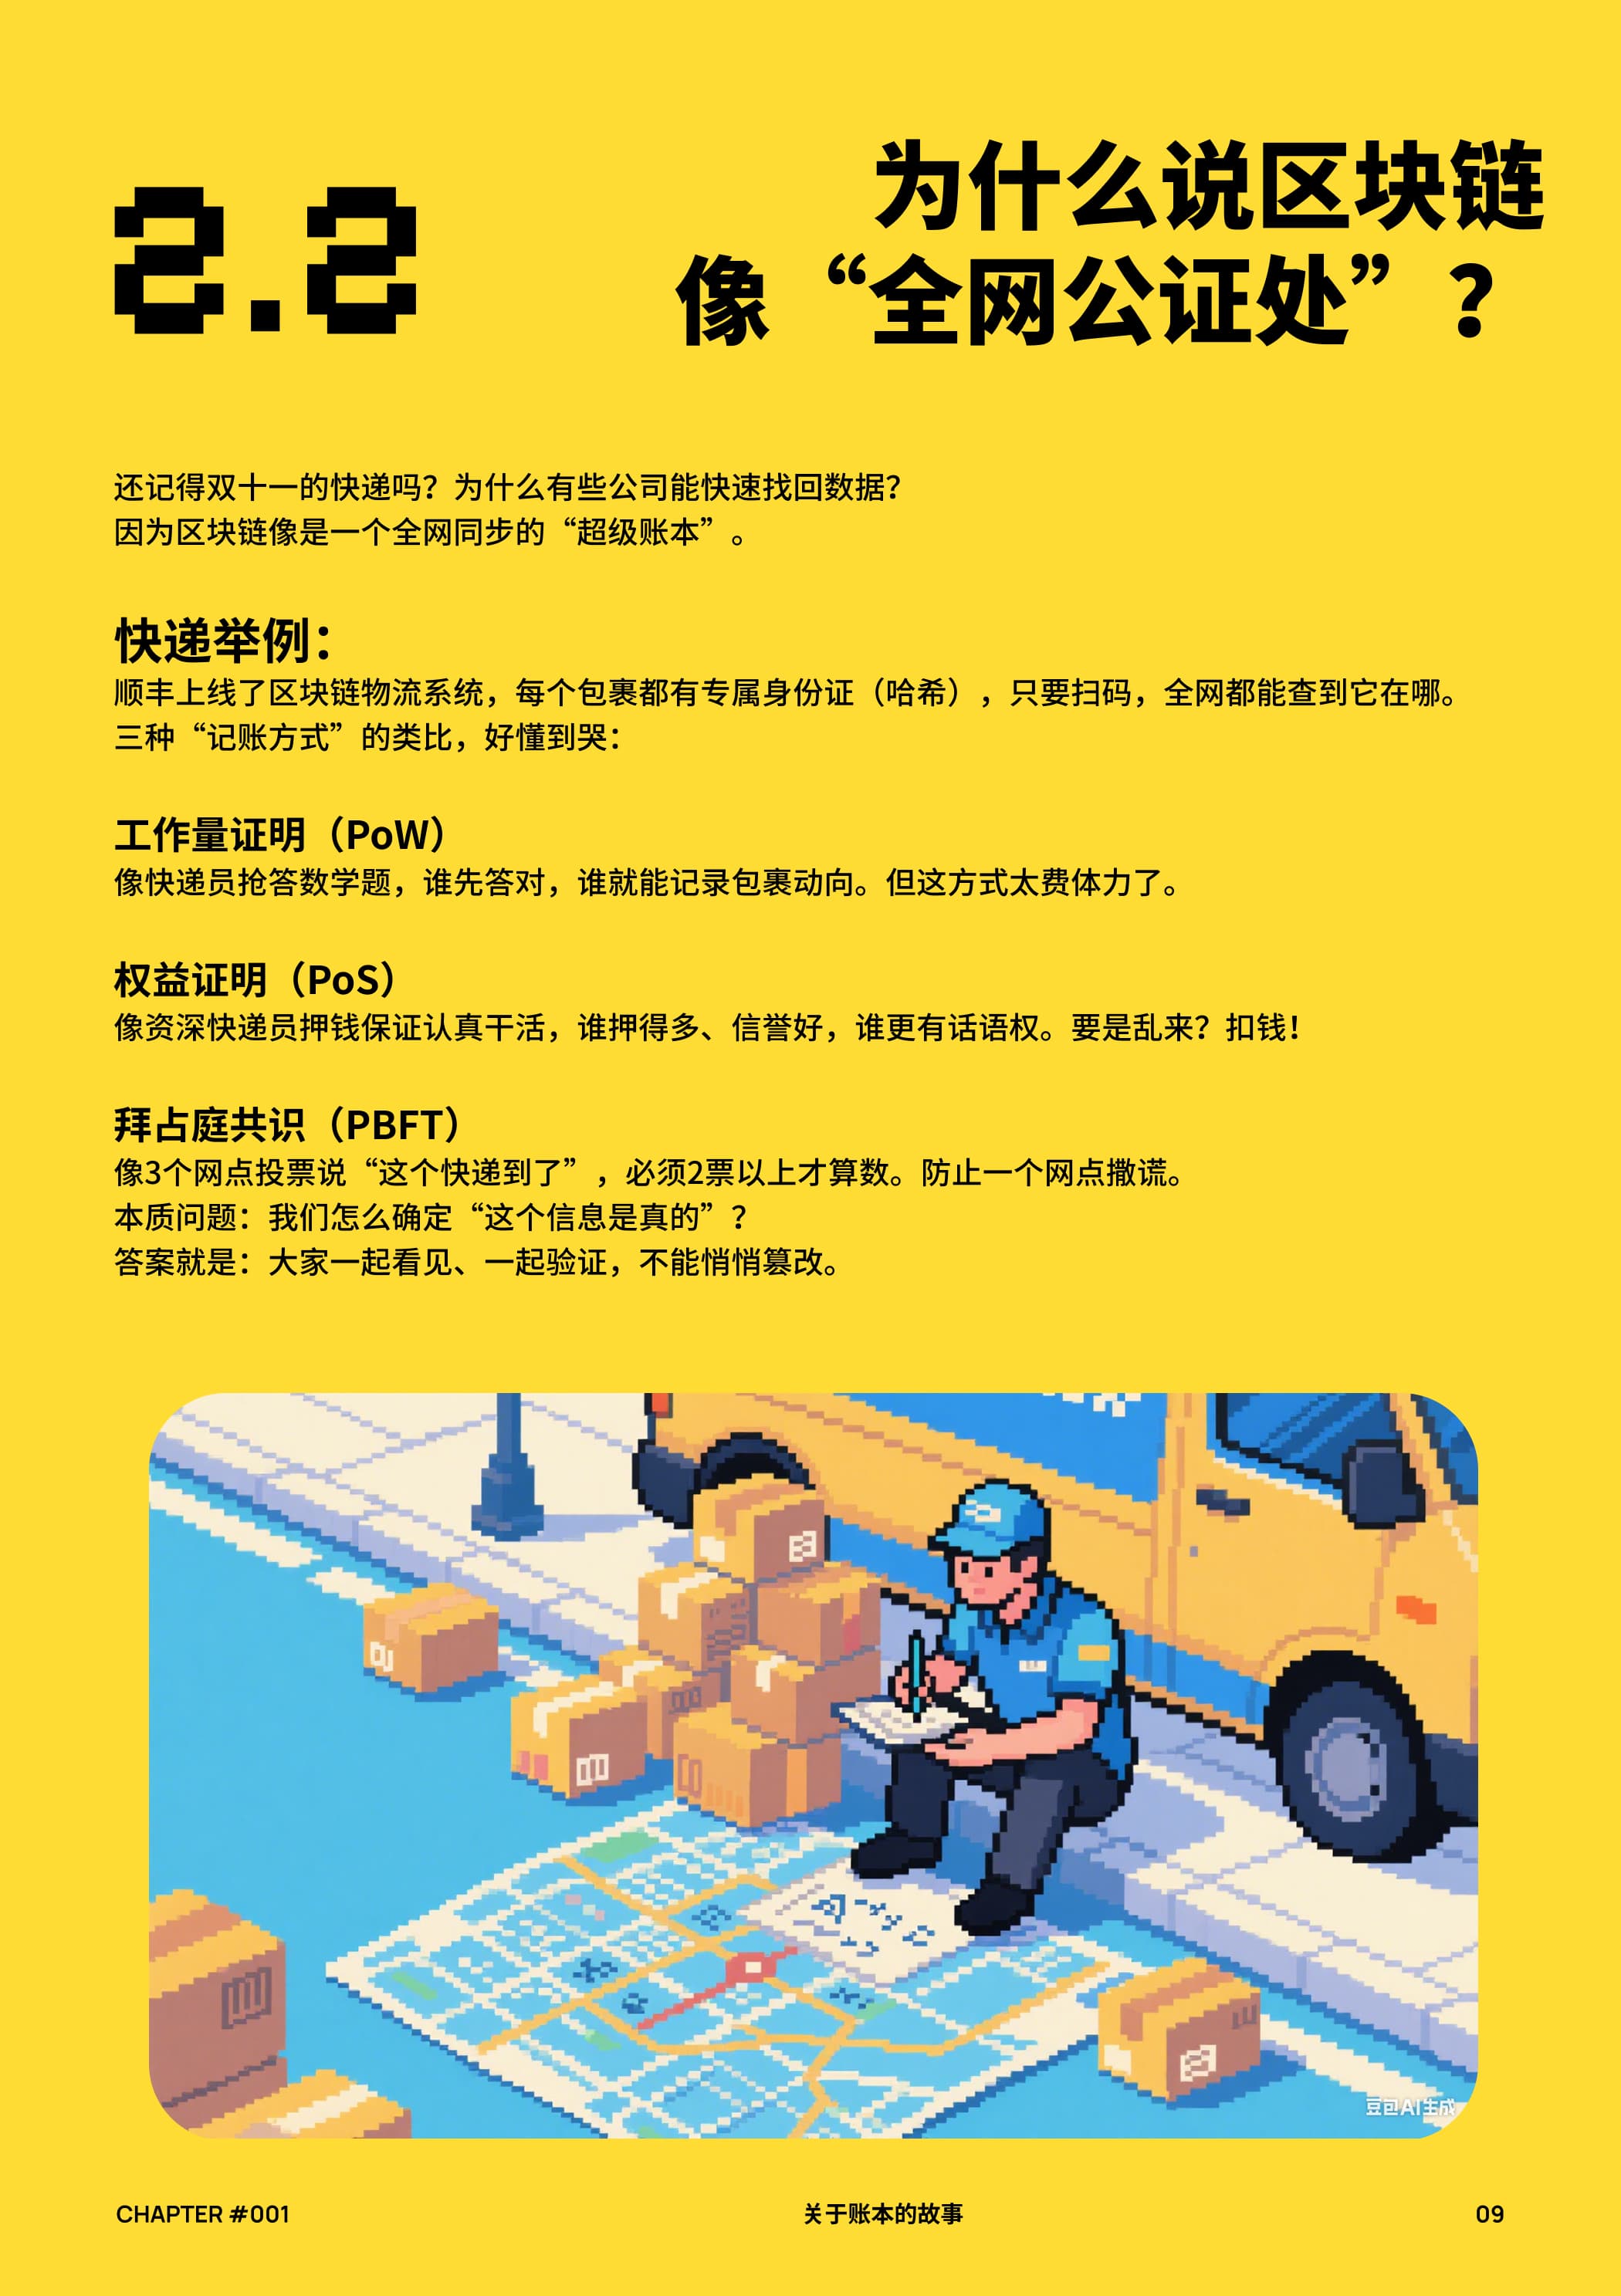 2.2
为什么说区块链
像“全网公证处”？
还记得双十一的快递吗？为什么有些公司能快速找回数据？
因为区块链像是一个全网同步的“超级账本”。
快递举例：
顺丰上线了区块链物流系统，每个包裹都有专属身份证（哈希），只要扫码，全网都能查到它在哪。
三种“记账方式”的类比，好懂到哭：
工作量证明（PoW）
像快递员抢答数学题，谁先答对，谁就能记录包裹动向。但这方式太费体力了。
权益证明（PoS）
像资深快递员押钱保证认真干活，谁押得多、信誉好，谁更有话语权。要是乱来？扣钱！
拜占庭共识（PBFT）
像3个网点投票说“这个快递到了”，必须2票以上才算数。防止一个网点撒谎。
本质问题：我们怎么确定“这个信息是真的”？
答案就是：大家一起看见、一起验证，不能悄悄篡改。
豆包AI生成
CHAPTER #001
关于账本的故事
09